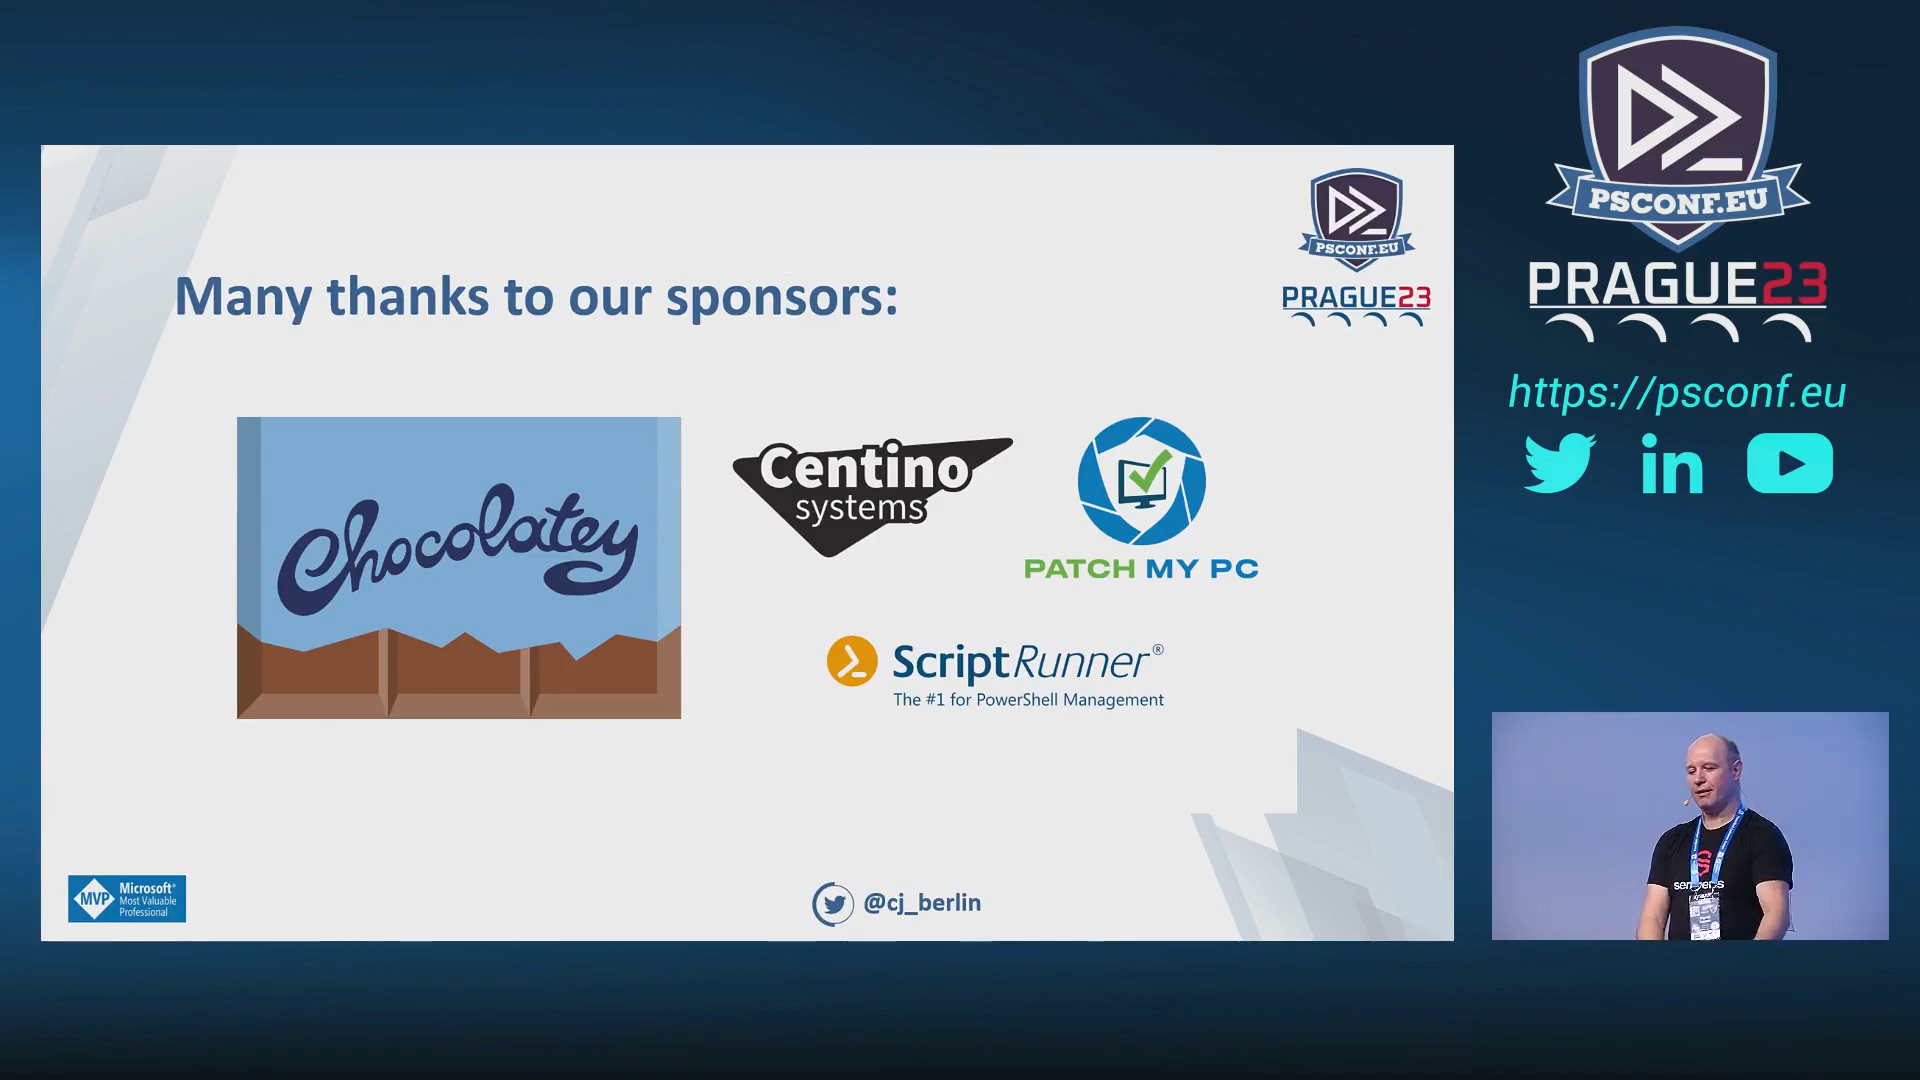 Many thanks to our sponsors:
PSCONF.EU
PRAGUE23
Chocolatey
Centino
systems
PATCH MY PC
ScriptRunner®
The #1 for PowerShell Management
MVP
Microsoft®
Most Valuable
Professional
@cj_berlin
PSCONF.EU
PRAGUE23
https://psconf.eu
in